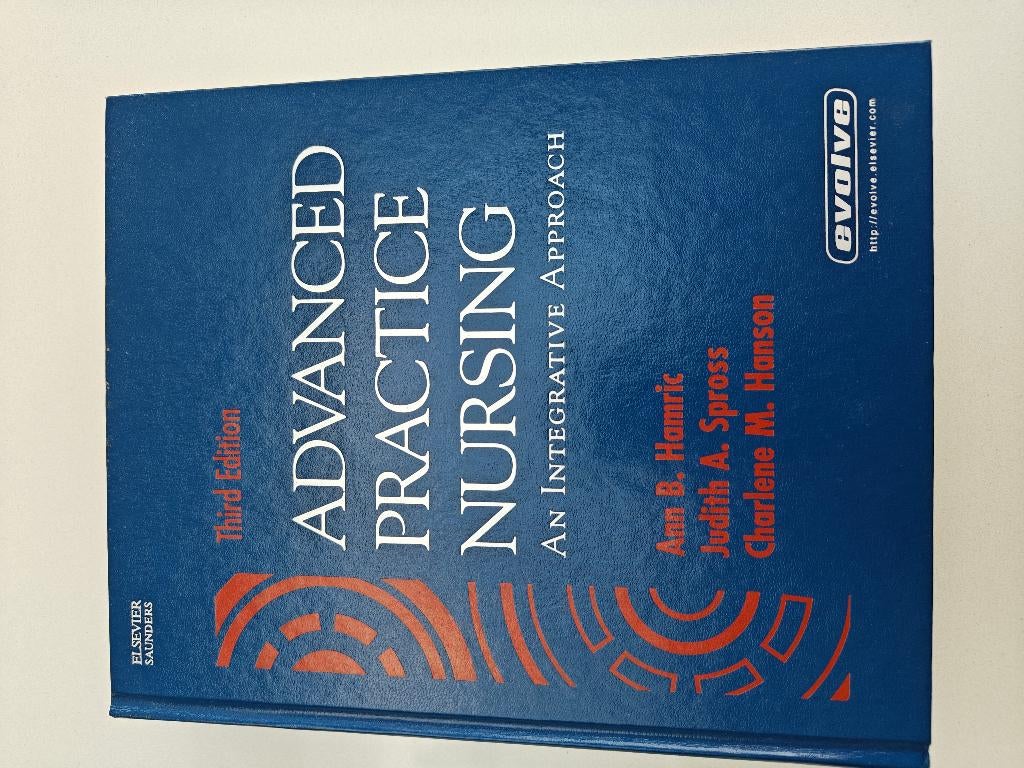 ELSEVIER
SAUNDERS
Third Edition
ADVANCED
PRACTICE
NURSING
AN INTEGRATIVE APPROACH
Ann B. Hamric
Judith A. Spross
Charlene M. Hanson
evolve
http://evolve.elsevier.com